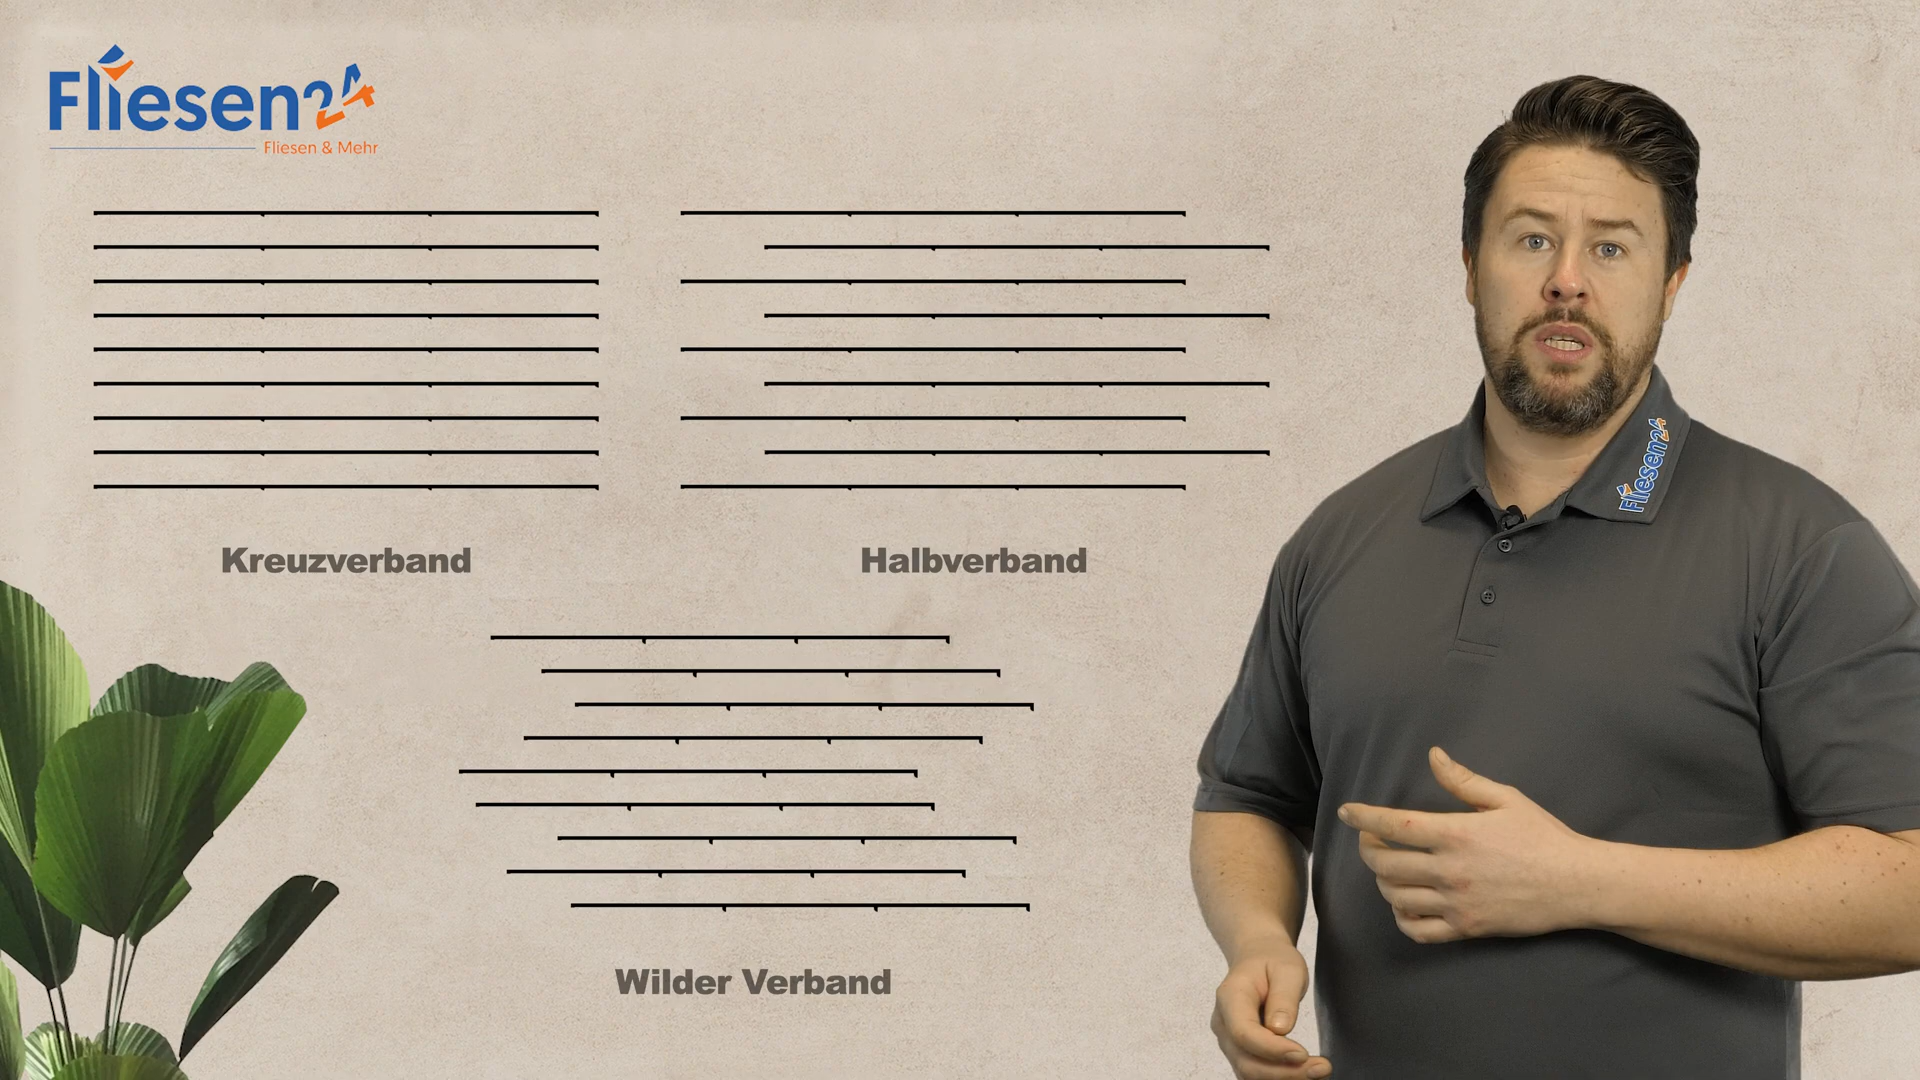 Fliesen24
Fliesen & Mehr
Kreuzverband
Halbverband
Wilder Verband
Fliesen24